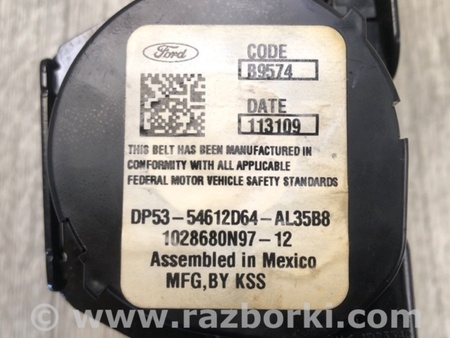 Ford
CODE
B9574
DATE
113109
THIS BELT HAS BEEN MANUFACTURED IN
CONFORMITY WITH ALL APPLICABLE
FEDERAL MOTOR VEHICLE SAFETY STANDARDS
DP53-54612D64-AL35B8
1028680N97-12
Assembled in Mexico
MFG,BY KSS
© www.razborki.com